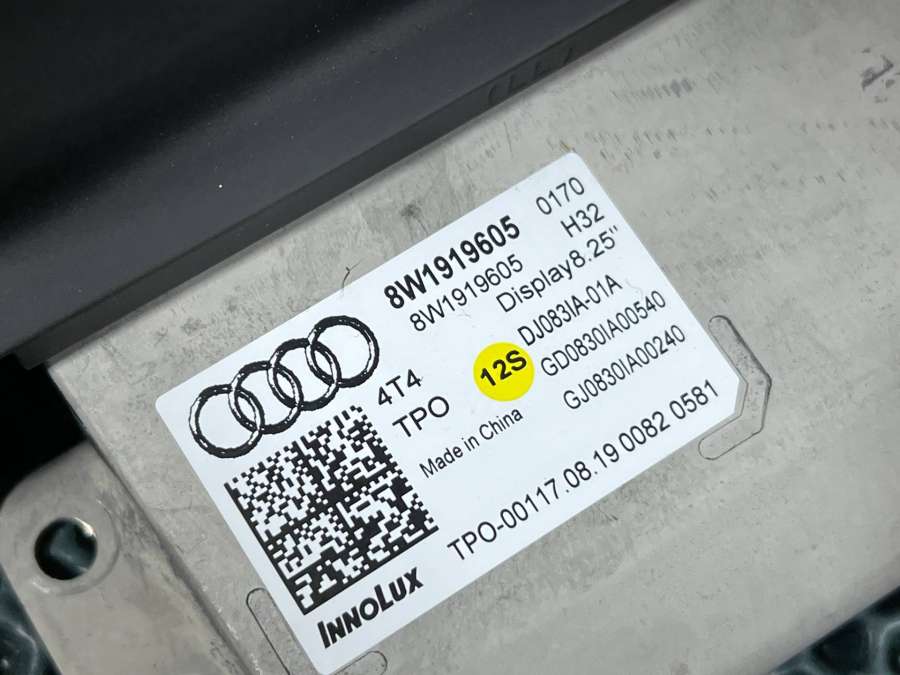 8W1919605 0170
8W1919605 H32
Display8.25"
4T4 12S DJ083IA-01A
TPO GD0830IA00540
Made in China GJ0830IA00240
TPO-00117.08.19 0082 0581
INNOLUX